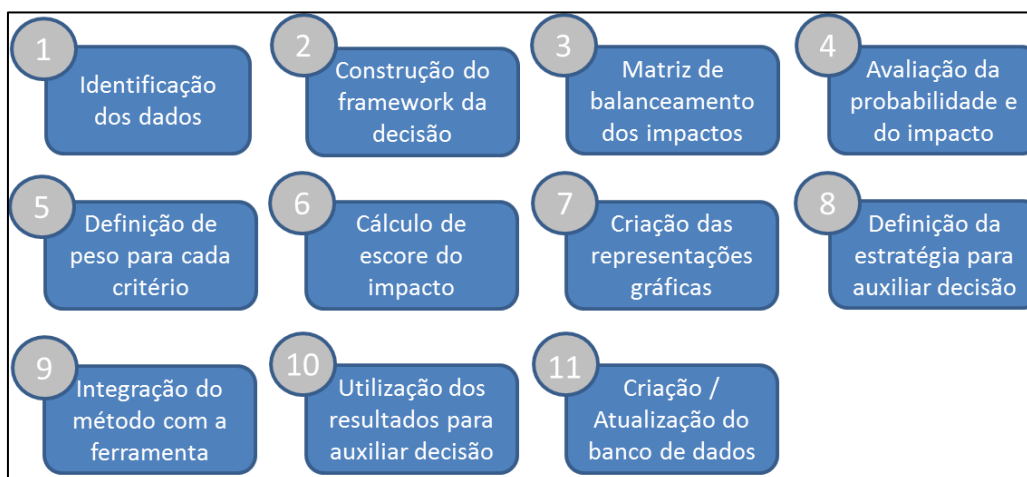 1
Identificação
dos dados
2
Construção do
framework da
decisão
3
Matriz de
balanceamento
dos impactos
4
Avaliação da
probabilidade e
do impacto
5
Definição de
peso para cada
critério
6
Cálculo de
escore do
impacto
7
Criação das
representações
gráficas
8
Definição da
estratégia para
auxiliar decisão
9
Integração do
método com a
ferramenta
10
Utilização dos
resultados para
auxiliar decisão
11
Criação /
Atualização do
banco de dados